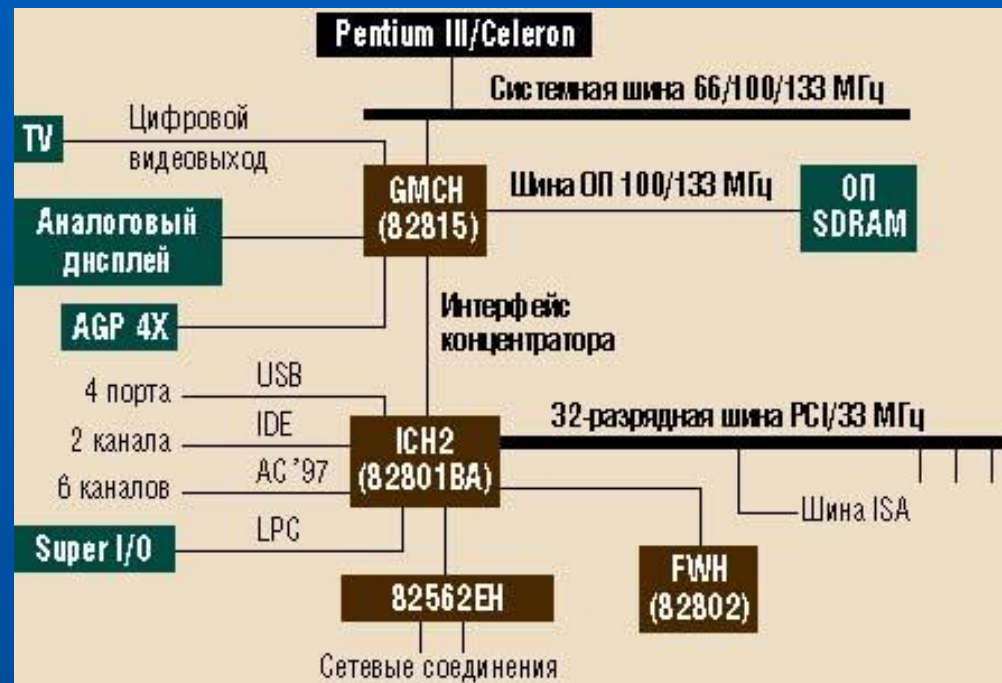 Pentium III/Celeron
Системная шина 66/100/133 МГц
TV
Цифровой
видеовыход
GMCH
(82815)
Шина ОП 100/133 МГц
ОП
SDRAM
Аналоговый
дисплей
AGP 4X
Интерфейс
концентратора
4 порта
USB
2 канала
IDE
6 каналов
AC '97
ICH2
(82801BA)
32-разрядная шина PCI/33 МГц
Шина ISA
Super I/O
LPC
82562EH
FWH
(82802)
Сетевые соединения